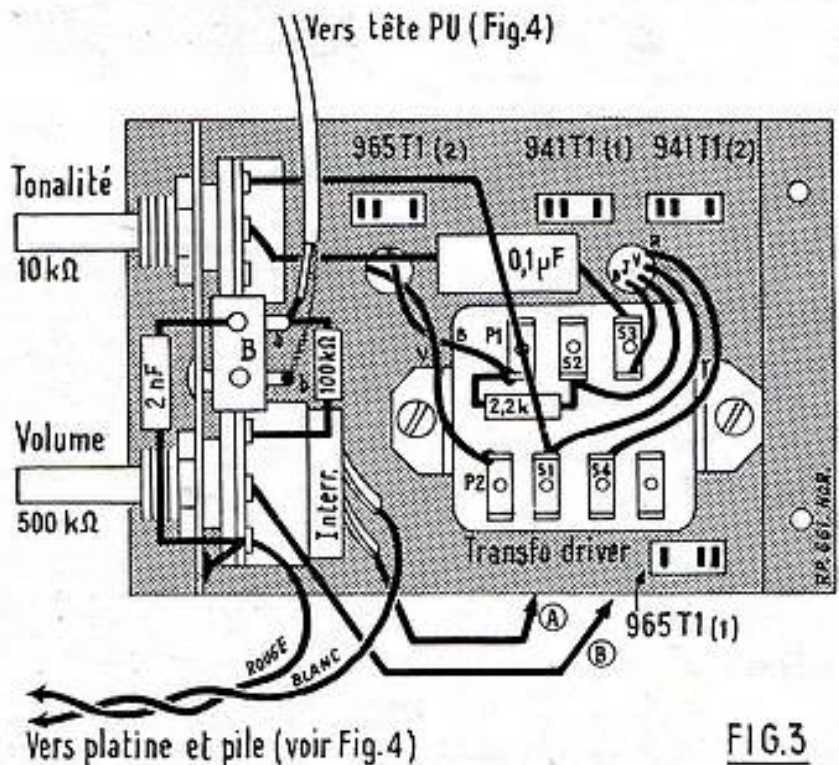 Vers tête PU (Fig.4)
965 T1 (2)
941 T1 (1)
941 T1 (2)
Tonalité
10 kΩ
0,1 µF
R
J
V
B
B
P1
S2
S3
2 nF
100 kΩ
2,2 k
V
r
Volume
500 kΩ
Interr.
P2
S1
S4
Transfo driver
965 T1 (1)
A
B
ROUGE
BLANC
Vers platine et pile (voir Fig.4)
FIG.3